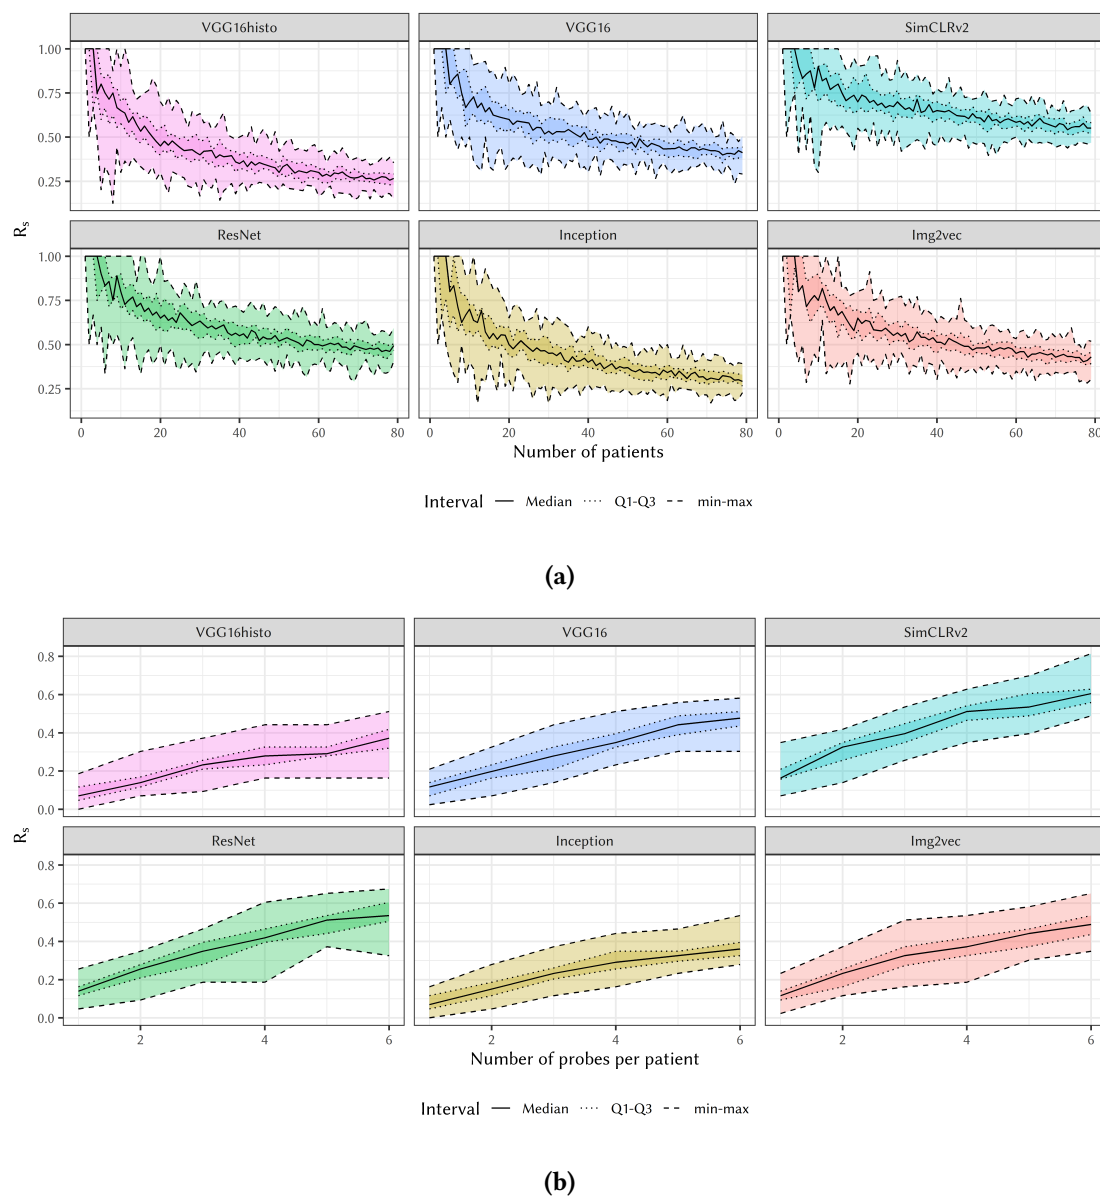 VGG16histo VGG16 SimCLRv2
1.00
0.75
0.50
0.25
ResNet Inception Img2vec
1.00
0.75
0.50
0.25
R_s
0 20 40 60 80 0 20 40 60 80 0 20 40 60 80
Number of patients
Interval Median Q1-Q3 min-max
(a)
VGG16histo VGG16 SimCLRv2
0.8
0.6
0.4
0.2
0.0
ResNet Inception Img2vec
0.8
0.6
0.4
0.2
0.0
R_s
2 4 6 2 4 6 2 4 6
Number of probes per patient
Interval Median Q1-Q3 min-max
(b)